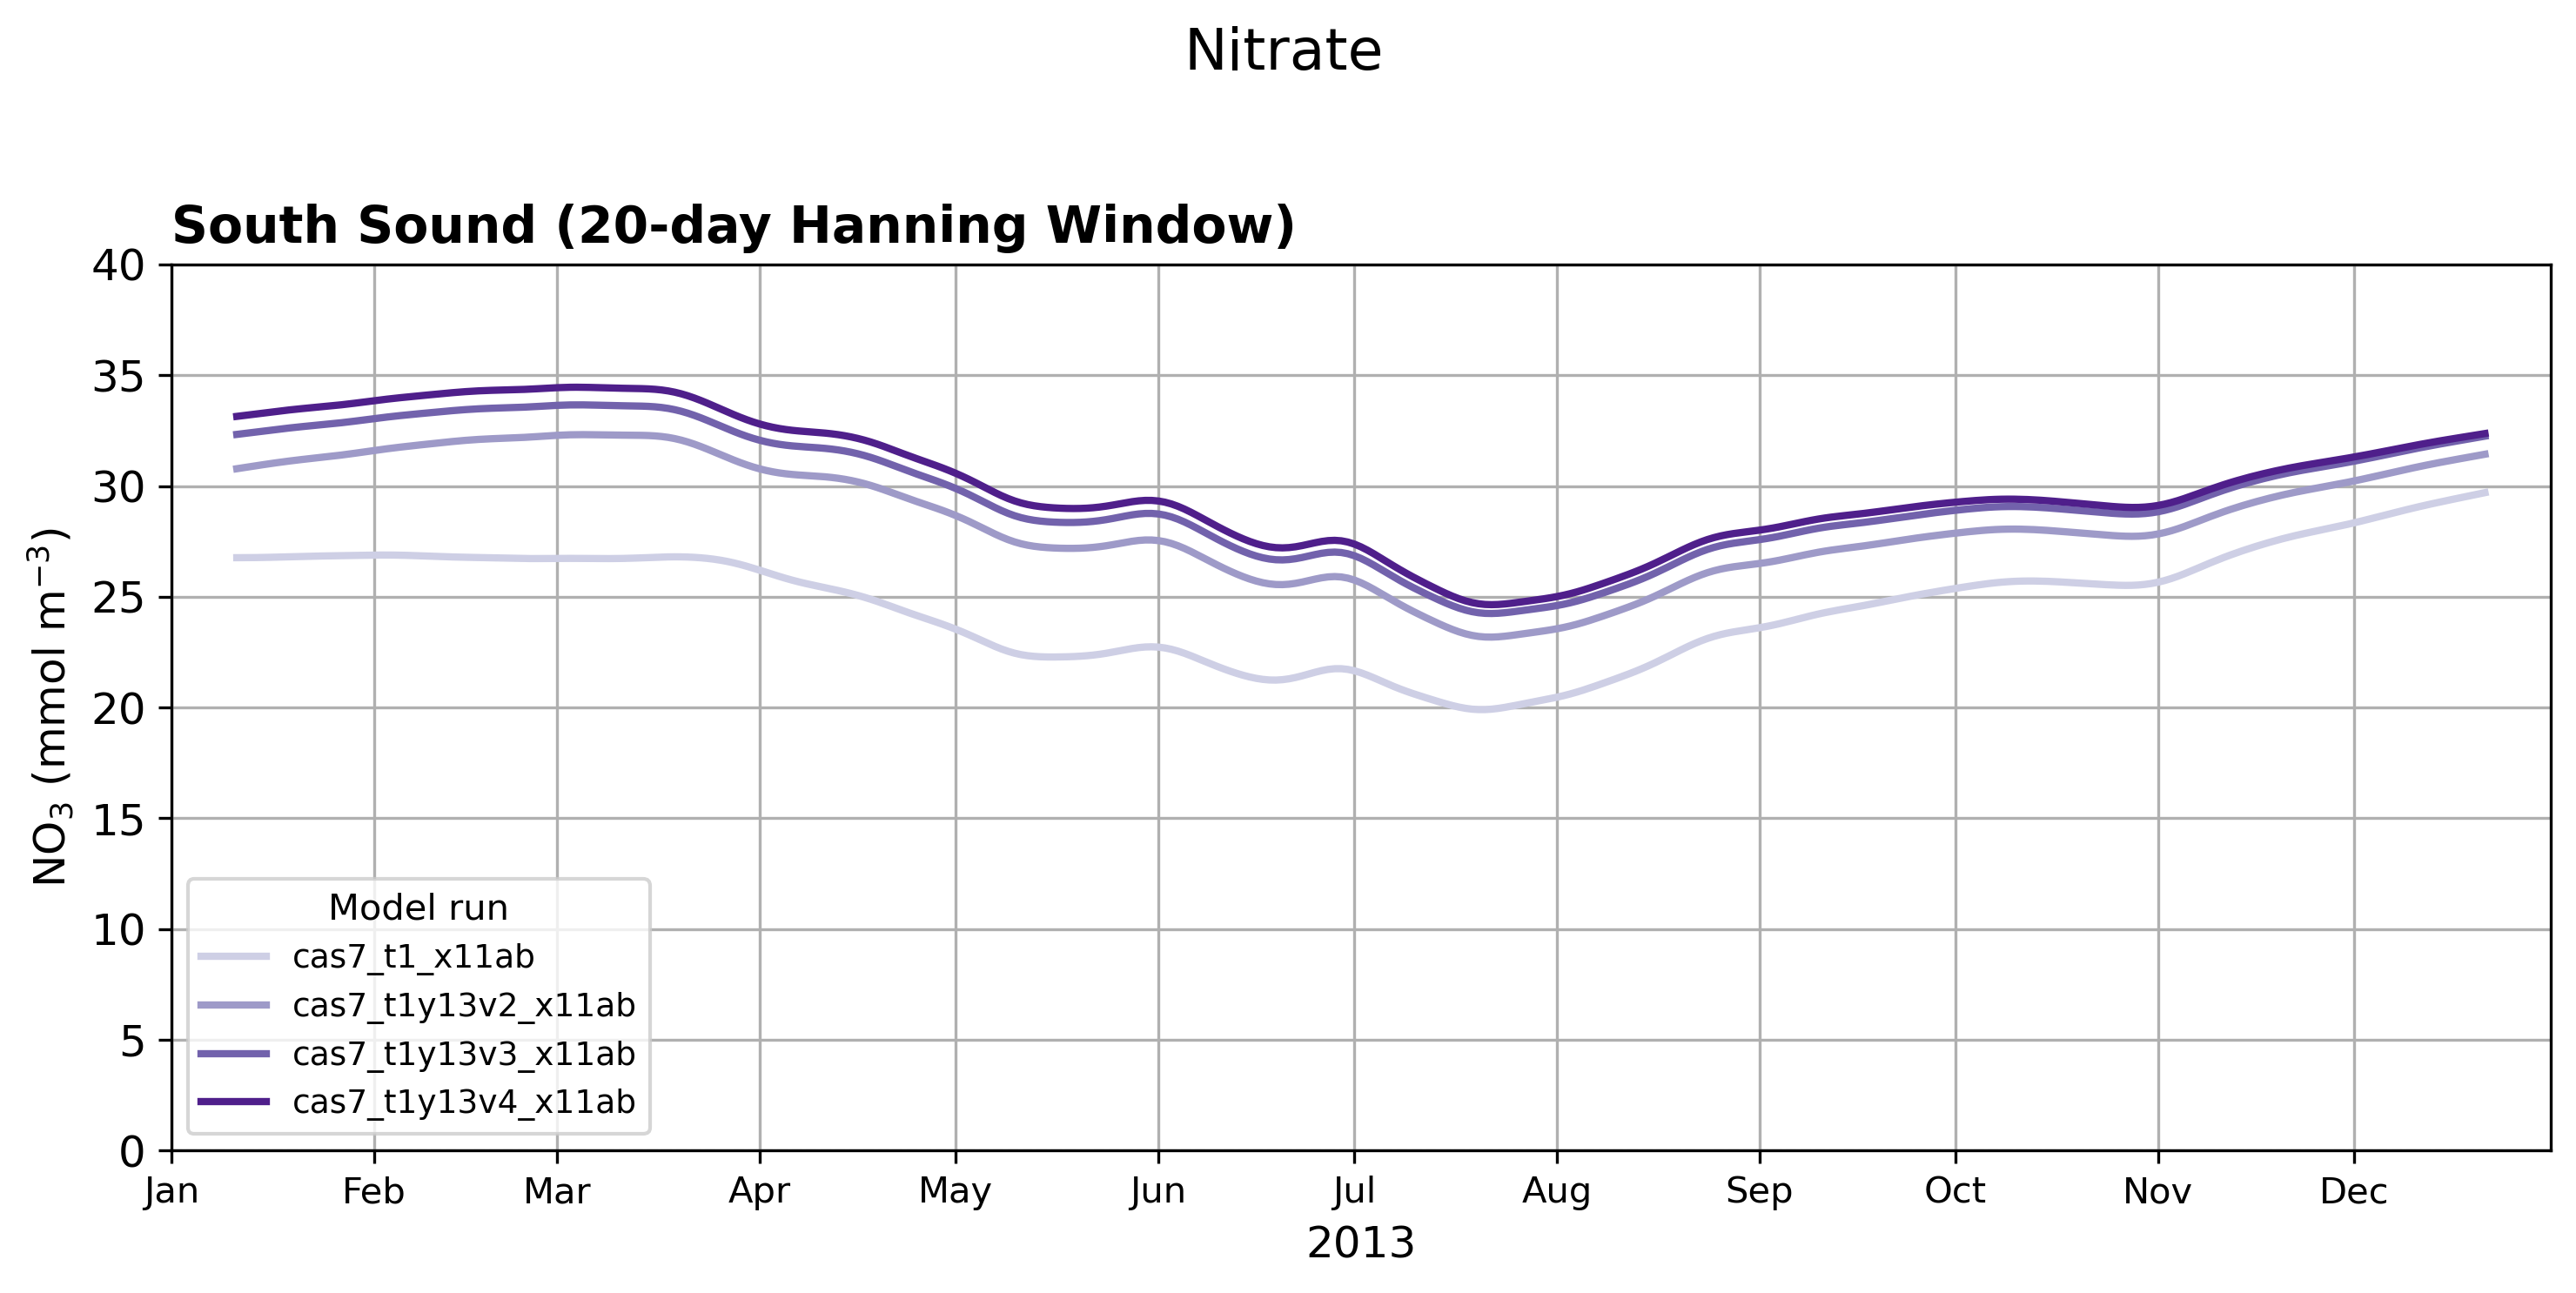 Nitrate
South Sound (20-day Hanning Window)
40
35
30
25
20
15
10
5
0
NO₃ (mmol m⁻³)
Model run
cas7_t1_x11ab
cas7_t1y13v2_x11ab
cas7_t1y13v3_x11ab
cas7_t1y13v4_x11ab
Jan Feb Mar Apr May Jun Jul Aug Sep Oct Nov Dec
2013